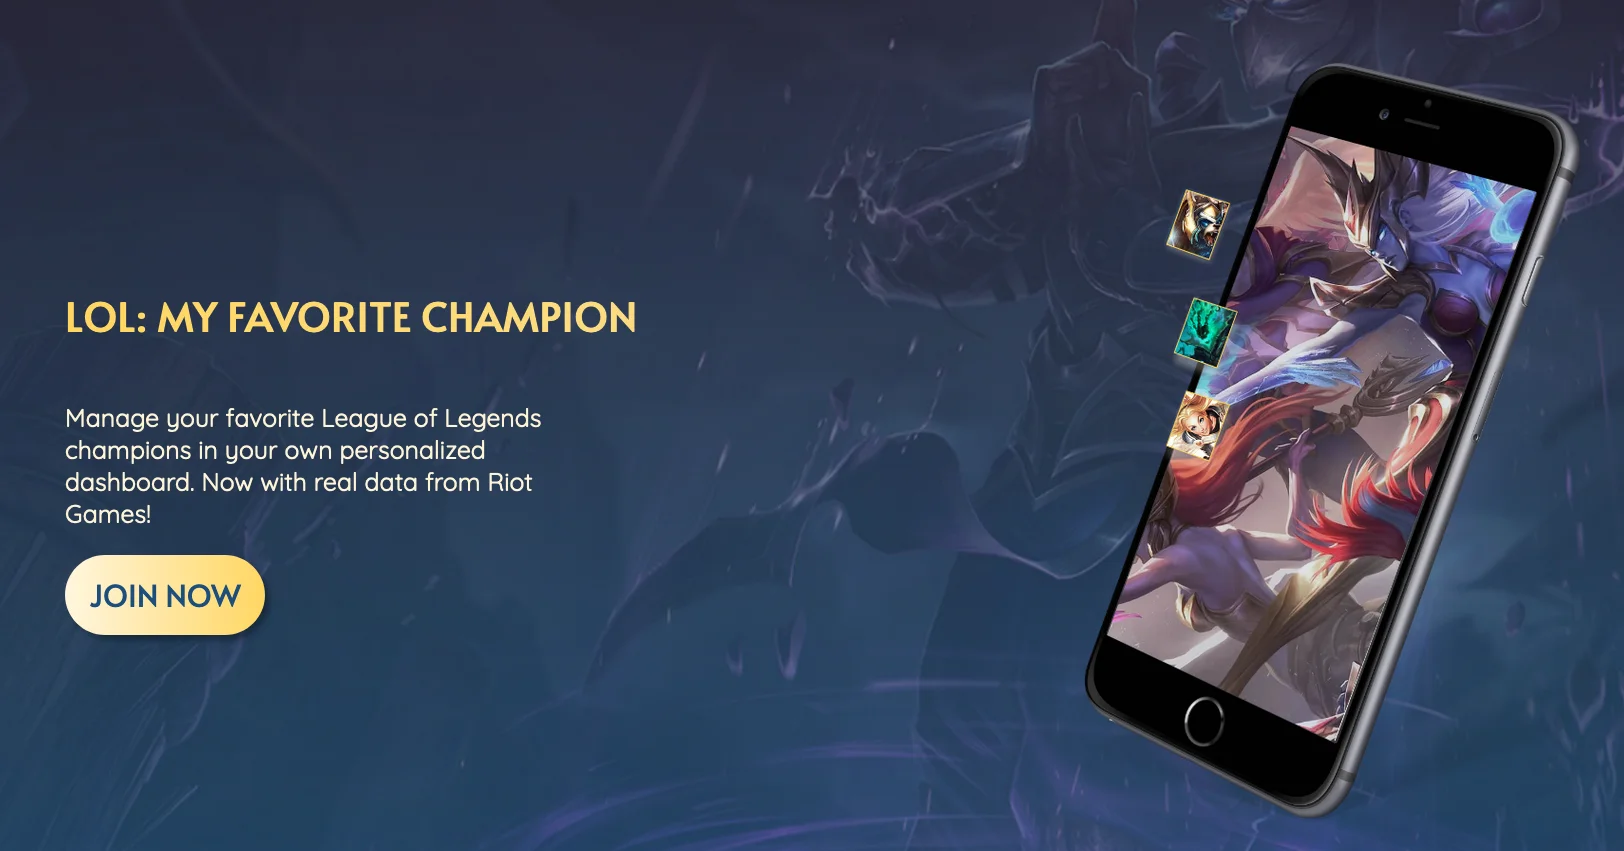 LOL: MY FAVORITE CHAMPION
Manage your favorite League of Legends
champions in your own personalized
dashboard. Now with real data from Riot
Games!
JOIN NOW